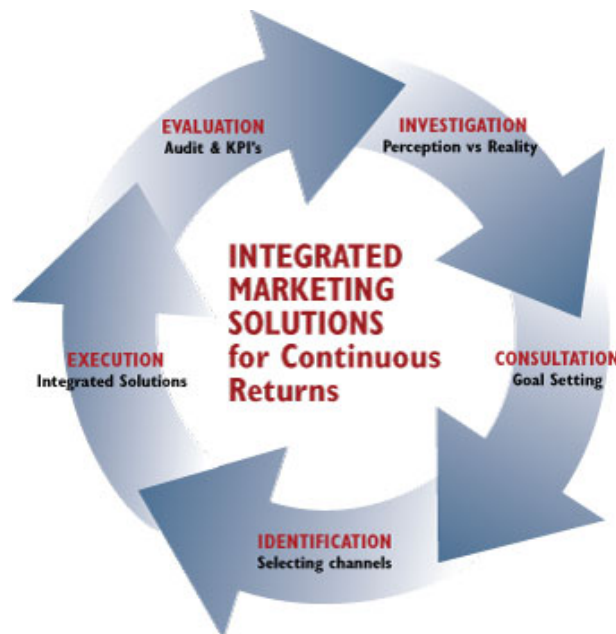 EVALUATION
Audit & KPI's
INVESTIGATION
Perception vs Reality
INTEGRATED
MARKETING
SOLUTIONS
for Continuous
Returns
CONSULTATION
Goal Setting
EXECUTION
Integrated Solutions
IDENTIFICATION
Selecting channels